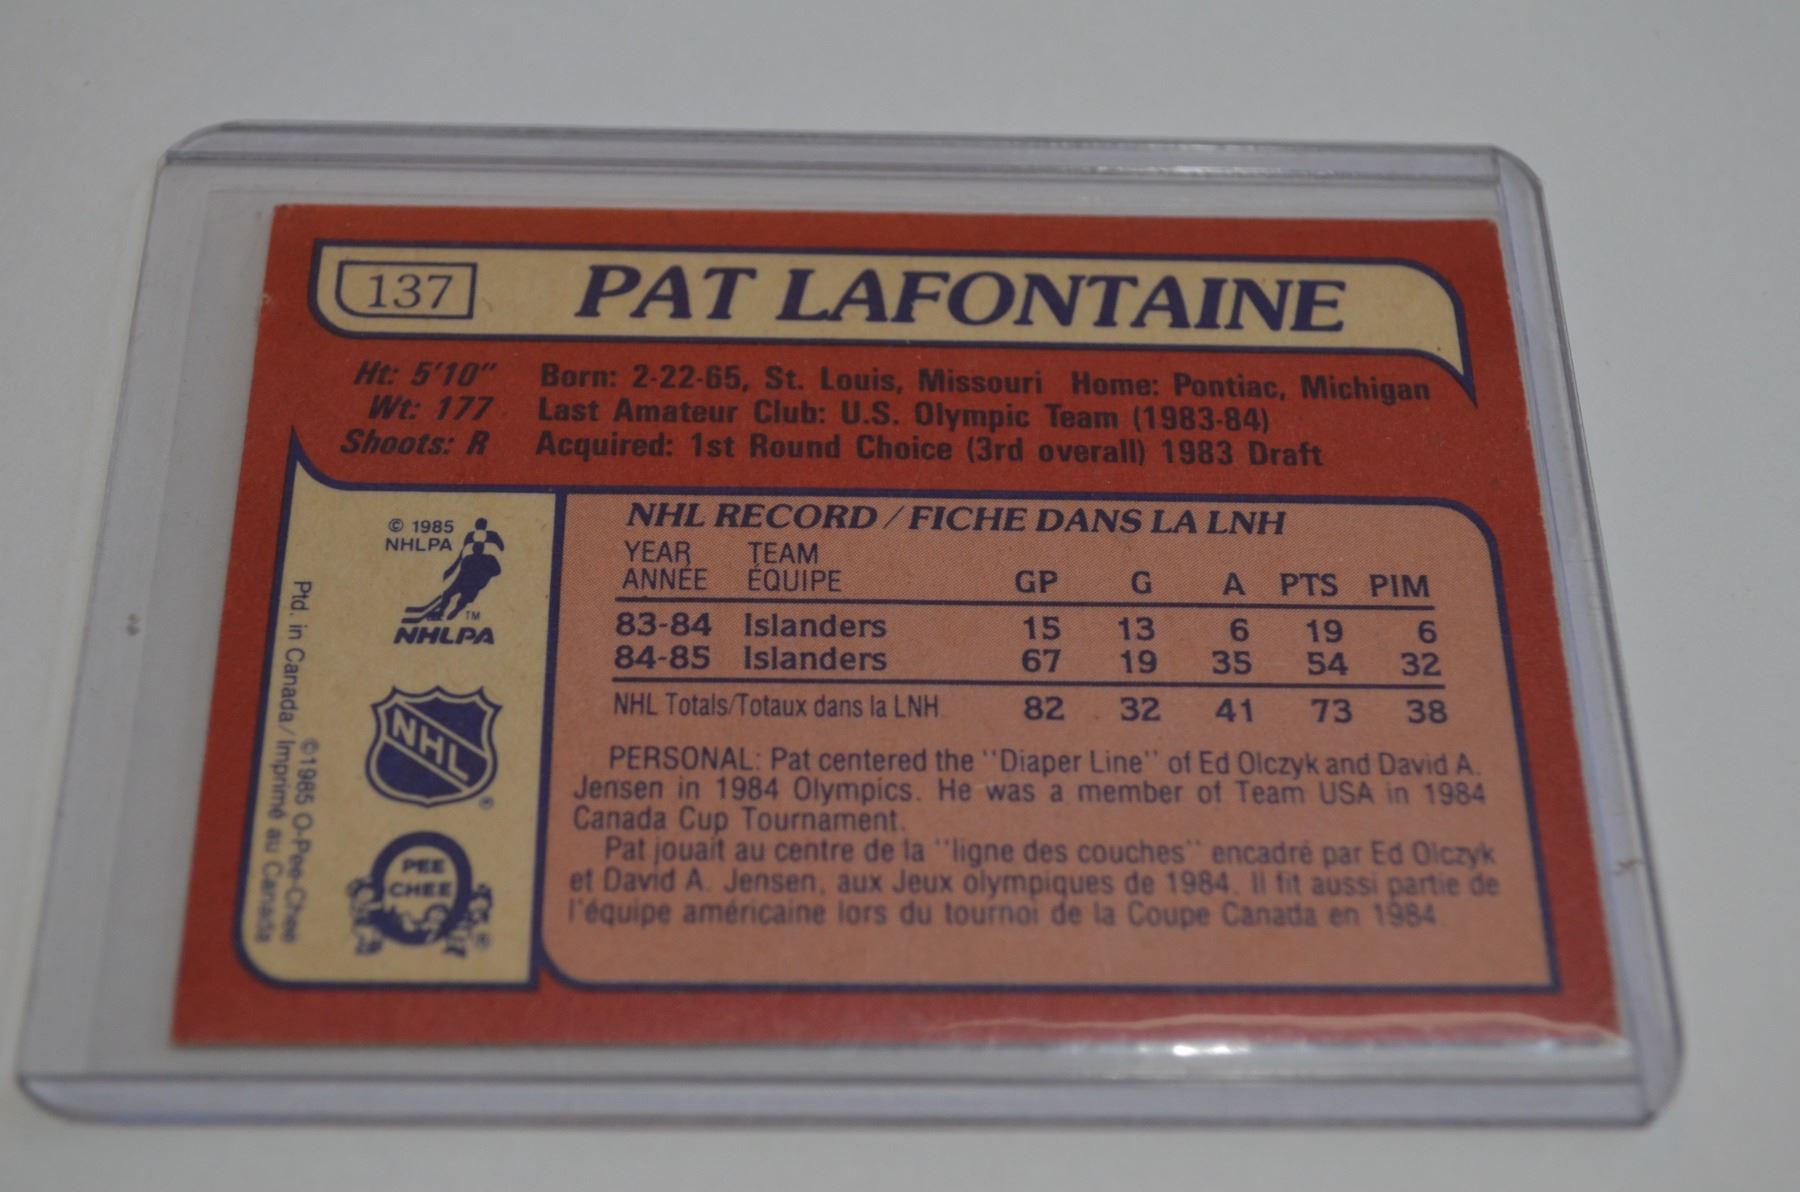 137 PAT LAFONTAINE
Ht: 5'10" Born: 2-22-65, St. Louis, Missouri Home: Pontiac, Michigan
Wt: 177 Last Amateur Club: U.S. Olympic Team (1983-84)
Shoots: R Acquired: 1st Round Choice (3rd overall) 1983 Draft
© 1985
NHLPA
TM
NHLPA
NHL
®
PEE
CHEE
®
©1985 O-Pee-Chee
Ptd. in Canada/Imprimé au Canada
NHL RECORD/FICHE DANS LA LNH
YEAR TEAM
ANNÉE ÉQUIPE GP G A PTS PIM
83-84 Islanders 15 13 6 19 6
84-85 Islanders 67 19 35 54 32
NHL Totals/Totaux dans la LNH 82 32 41 73 38
PERSONAL: Pat centered the "Diaper Line" of Ed Olczyk and David A.
Jensen in 1984 Olympics. He was a member of Team USA in 1984
Canada Cup Tournament.
Pat jouait au centre de la "ligne des couches" encadré par Ed Olczyk
et David A. Jensen, aux Jeux olympiques de 1984. Il fit aussi partie de
l'équipe américaine lors du tournoi de la Coupe Canada en 1984.